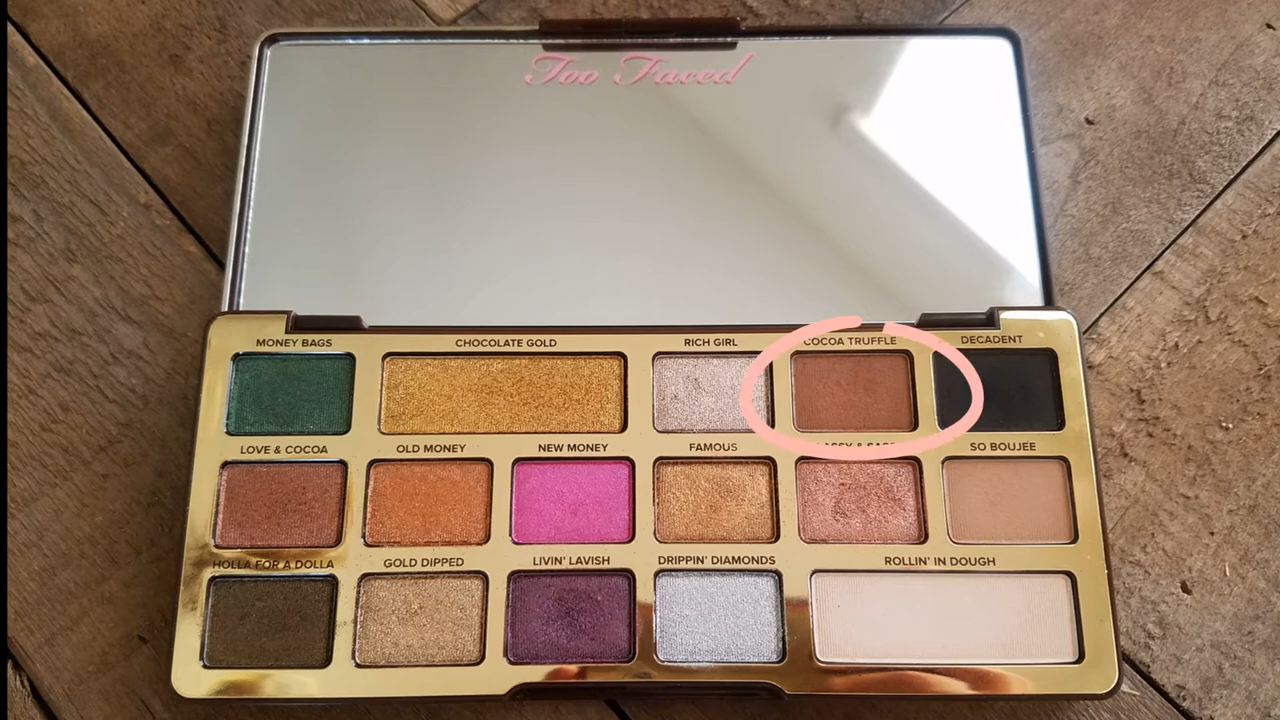 Too Faced
MONEY BAGS
CHOCOLATE GOLD
RICH GIRL
COCOA TRUFFLE
DECADENT
LOVE & COCOA
OLD MONEY
NEW MONEY
FAMOUS
SO BOUJEE
HOLLA FOR A DOLLA
GOLD DIPPED
LIVIN' LAVISH
DRIPPIN' DIAMONDS
ROLLIN' IN DOUGH